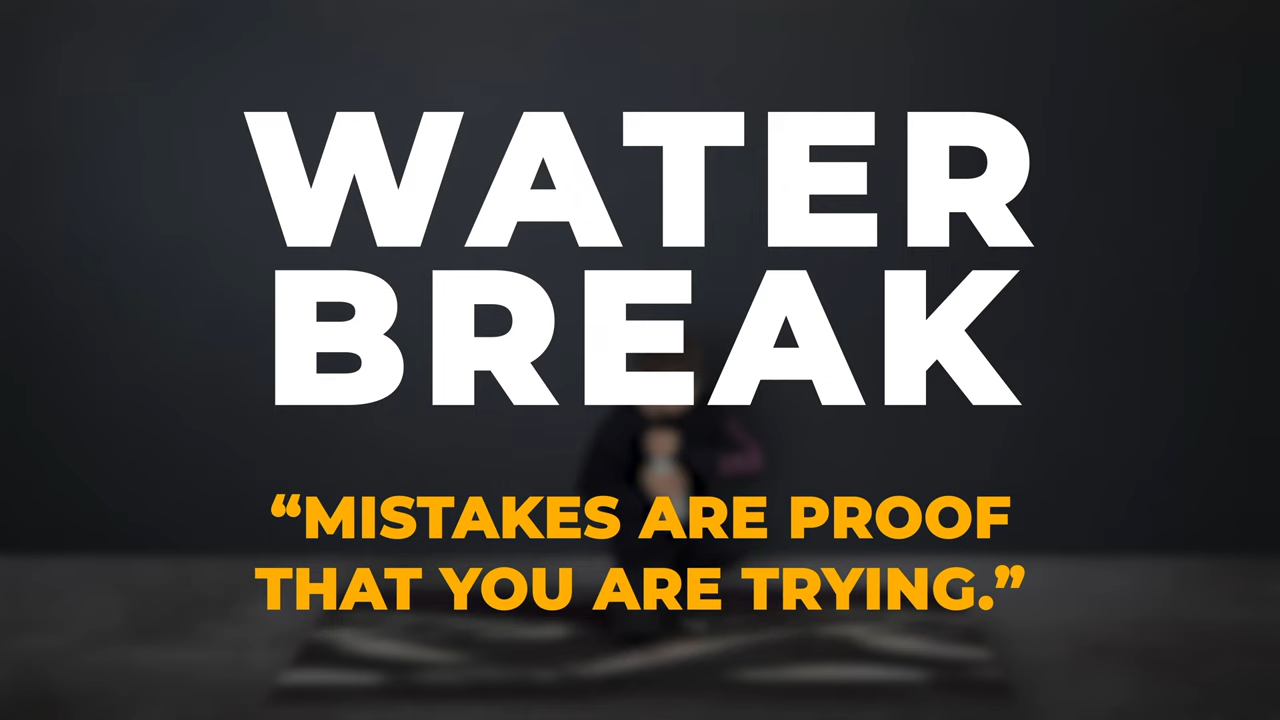 WATER
BREAK
“MISTAKES ARE PROOF
THAT YOU ARE TRYING.”